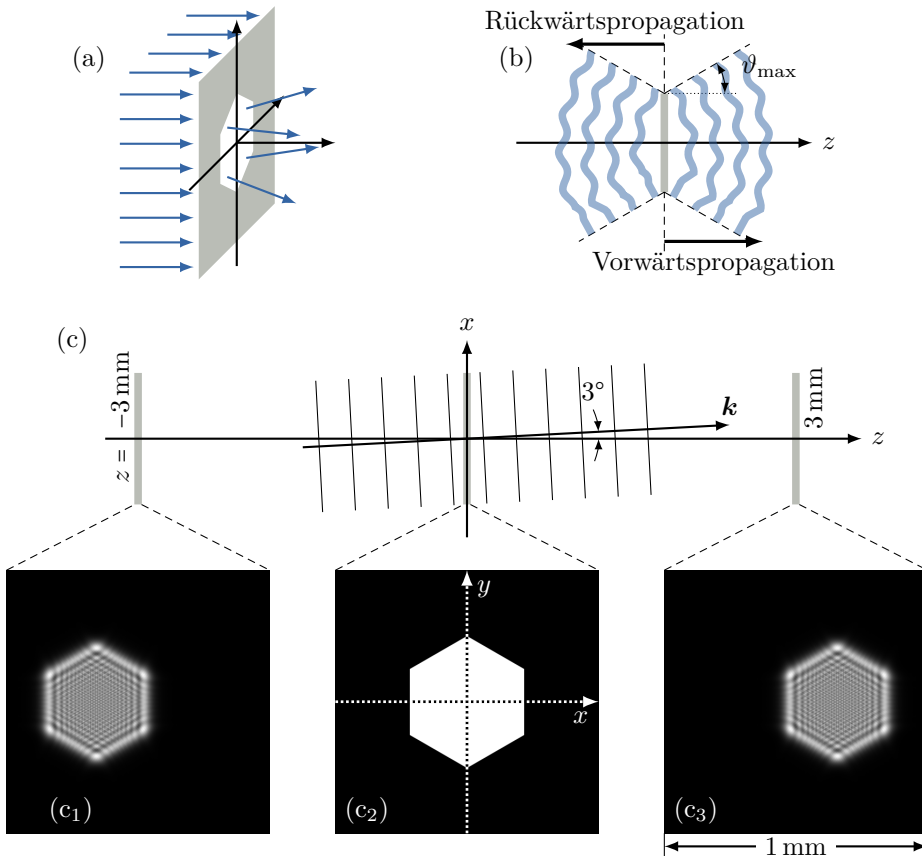 (a)
Rückwärtspropagation
(b)
ϑmax
z
Vorwärtspropagation
(c)
x
z = −3 mm
3°
k
3 mm
z
y
x
(c₁)
(c₂)
(c₃)
1 mm